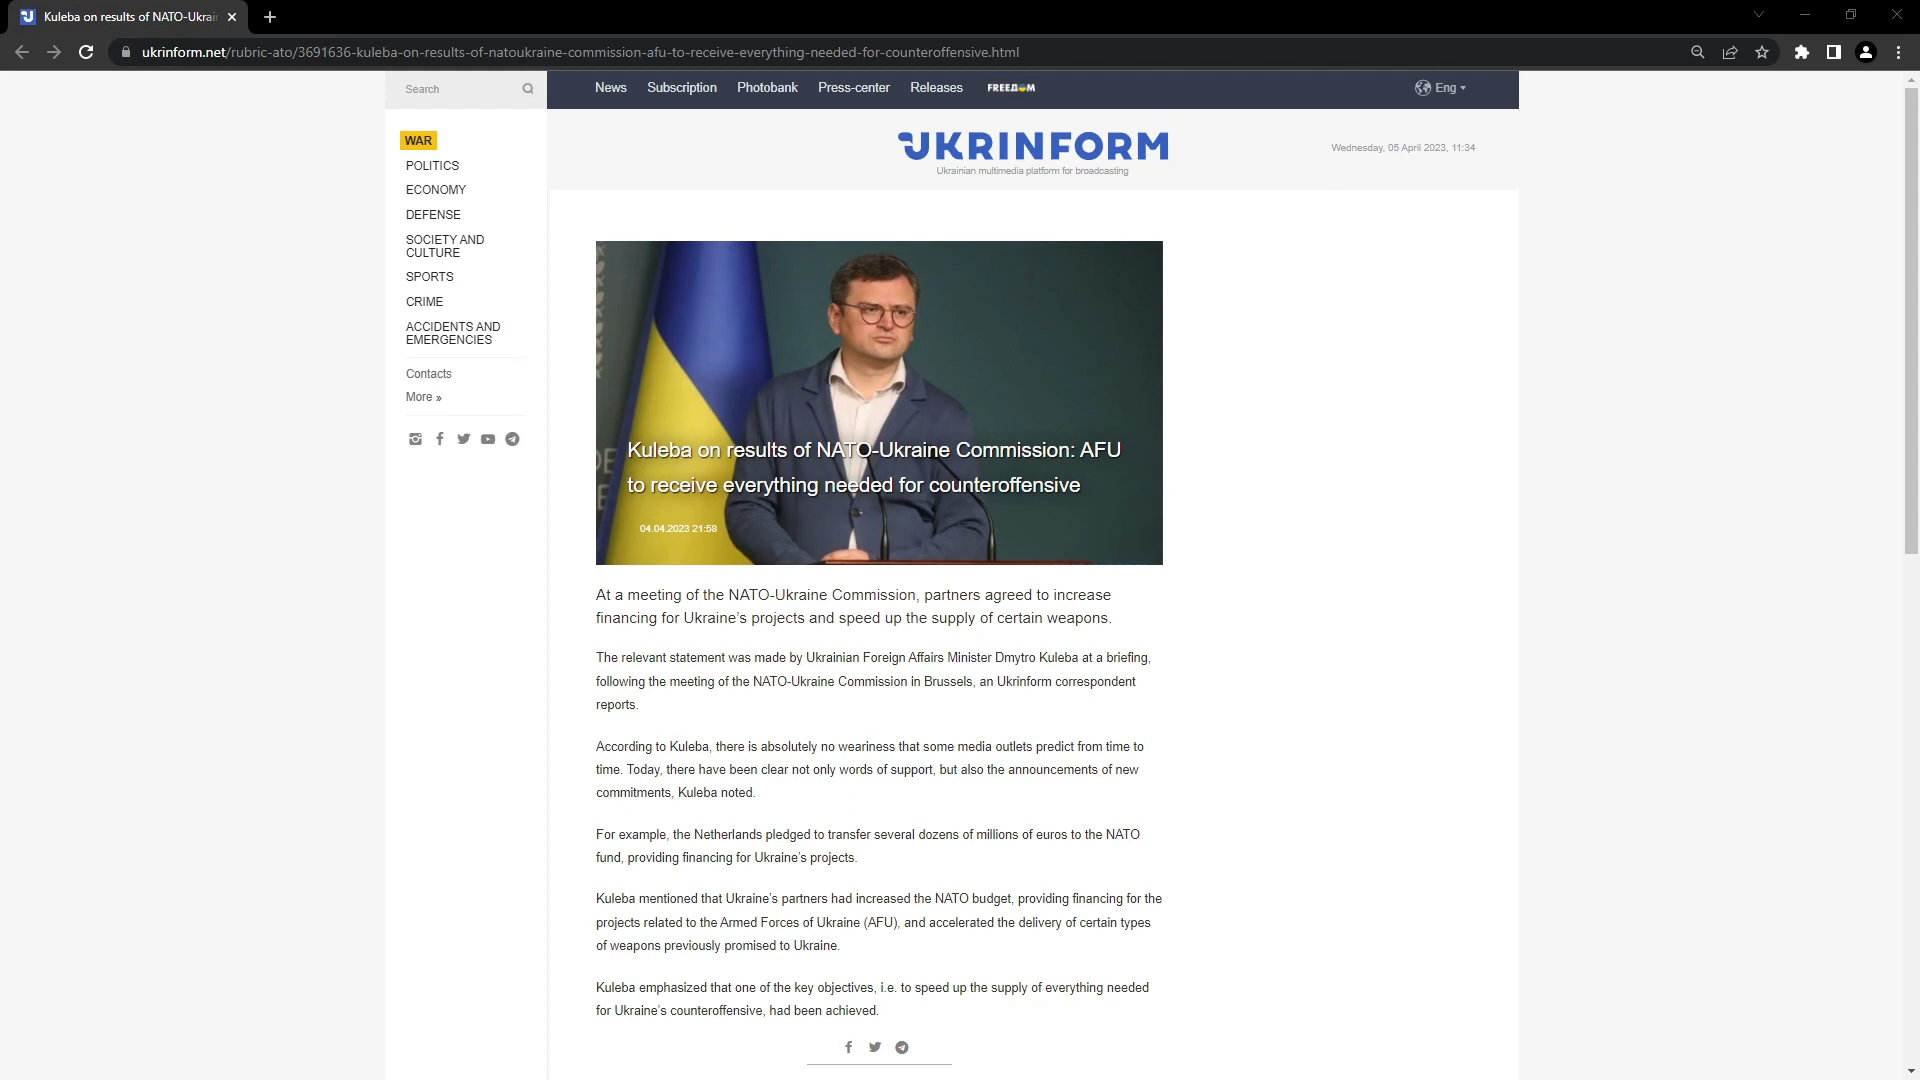 Kuleba on results of NATO-Ukrai
ukrinform.net/rubric-ato/3691636-kuleba-on-results-of-natoukraine-commission-afu-to-receive-everything-needed-for-counteroffensive.html
Search
News Subscription Photobank Press-center Releases FREEДОМ
Eng
WAR
POLITICS
ECONOMY
DEFENSE
SOCIETY AND
CULTURE
SPORTS
CRIME
ACCIDENTS AND
EMERGENCIES
Contacts
More »
UKRINFORM
Ukrainian multimedia platform for broadcasting
Wednesday, 05 April 2023, 11:34
Kuleba on results of NATO-Ukraine Commission: AFU
to receive everything needed for counteroffensive
04.04.2023 21:58
At a meeting of the NATO-Ukraine Commission, partners agreed to increase
financing for Ukraine’s projects and speed up the supply of certain weapons.
The relevant statement was made by Ukrainian Foreign Affairs Minister Dmytro Kuleba at a briefing,
following the meeting of the NATO-Ukraine Commission in Brussels, an Ukrinform correspondent
reports.
According to Kuleba, there is absolutely no weariness that some media outlets predict from time to
time. Today, there have been clear not only words of support, but also the announcements of new
commitments, Kuleba noted.
For example, the Netherlands pledged to transfer several dozens of millions of euros to the NATO
fund, providing financing for Ukraine’s projects.
Kuleba mentioned that Ukraine’s partners had increased the NATO budget, providing financing for the
projects related to the Armed Forces of Ukraine (AFU), and accelerated the delivery of certain types
of weapons previously promised to Ukraine.
Kuleba emphasized that one of the key objectives, i.e. to speed up the supply of everything needed
for Ukraine’s counteroffensive, had been achieved.